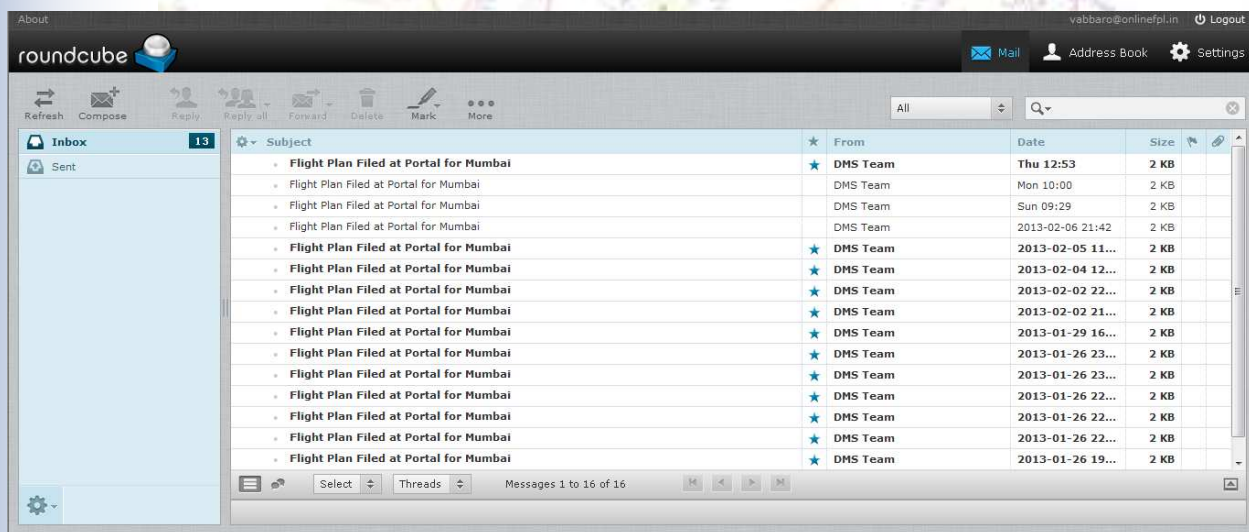 About vabbaro@onlinefpl.in Logout
roundcube Mail Address Book Settings
Refresh Compose Reply Reply all Forward Delete Mark More All
Inbox 13 Subject From Date Size
Sent
Flight Plan Filed at Portal for Mumbai DMS Team Thu 12:53 2 KB
Flight Plan Filed at Portal for Mumbai DMS Team Mon 10:00 2 KB
Flight Plan Filed at Portal for Mumbai DMS Team Sun 09:29 2 KB
Flight Plan Filed at Portal for Mumbai DMS Team 2013-02-06 21:42 2 KB
Flight Plan Filed at Portal for Mumbai DMS Team 2013-02-05 11... 2 KB
Flight Plan Filed at Portal for Mumbai DMS Team 2013-02-04 12... 2 KB
Flight Plan Filed at Portal for Mumbai DMS Team 2013-02-02 22... 2 KB
Flight Plan Filed at Portal for Mumbai DMS Team 2013-02-02 21... 2 KB
Flight Plan Filed at Portal for Mumbai DMS Team 2013-01-29 16... 2 KB
Flight Plan Filed at Portal for Mumbai DMS Team 2013-01-26 23... 2 KB
Flight Plan Filed at Portal for Mumbai DMS Team 2013-01-26 23... 2 KB
Flight Plan Filed at Portal for Mumbai DMS Team 2013-01-26 22... 2 KB
Flight Plan Filed at Portal for Mumbai DMS Team 2013-01-26 22... 2 KB
Flight Plan Filed at Portal for Mumbai DMS Team 2013-01-26 22... 2 KB
Flight Plan Filed at Portal for Mumbai DMS Team 2013-01-26 19... 2 KB
Select Threads Messages 1 to 16 of 16